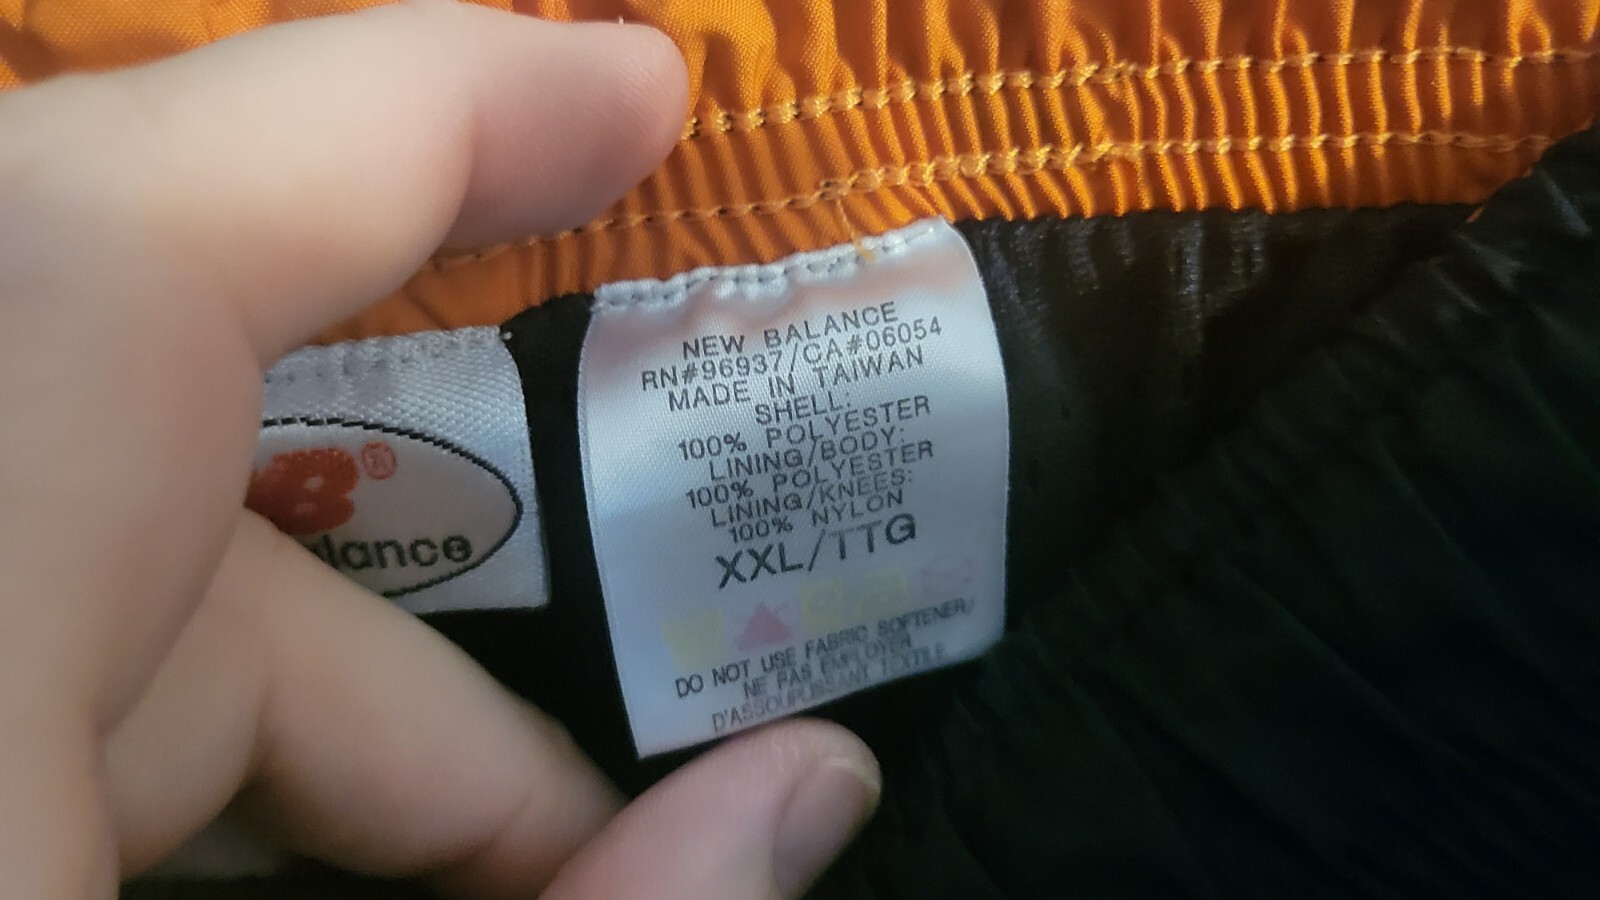 NEW BALANCE
RN#96937/CA#06054
MADE IN TAIWAN
SHELL:
100% POLYESTER
LINING/BODY:
100% POLYESTER
LINING/KNEES:
100% NYLON
XXL/TTG
DO NOT USE FABRIC SOFTENER/
NE PAS EMPLOYER
D'ASSOUPLISSANT TEXTILE
B®
alance